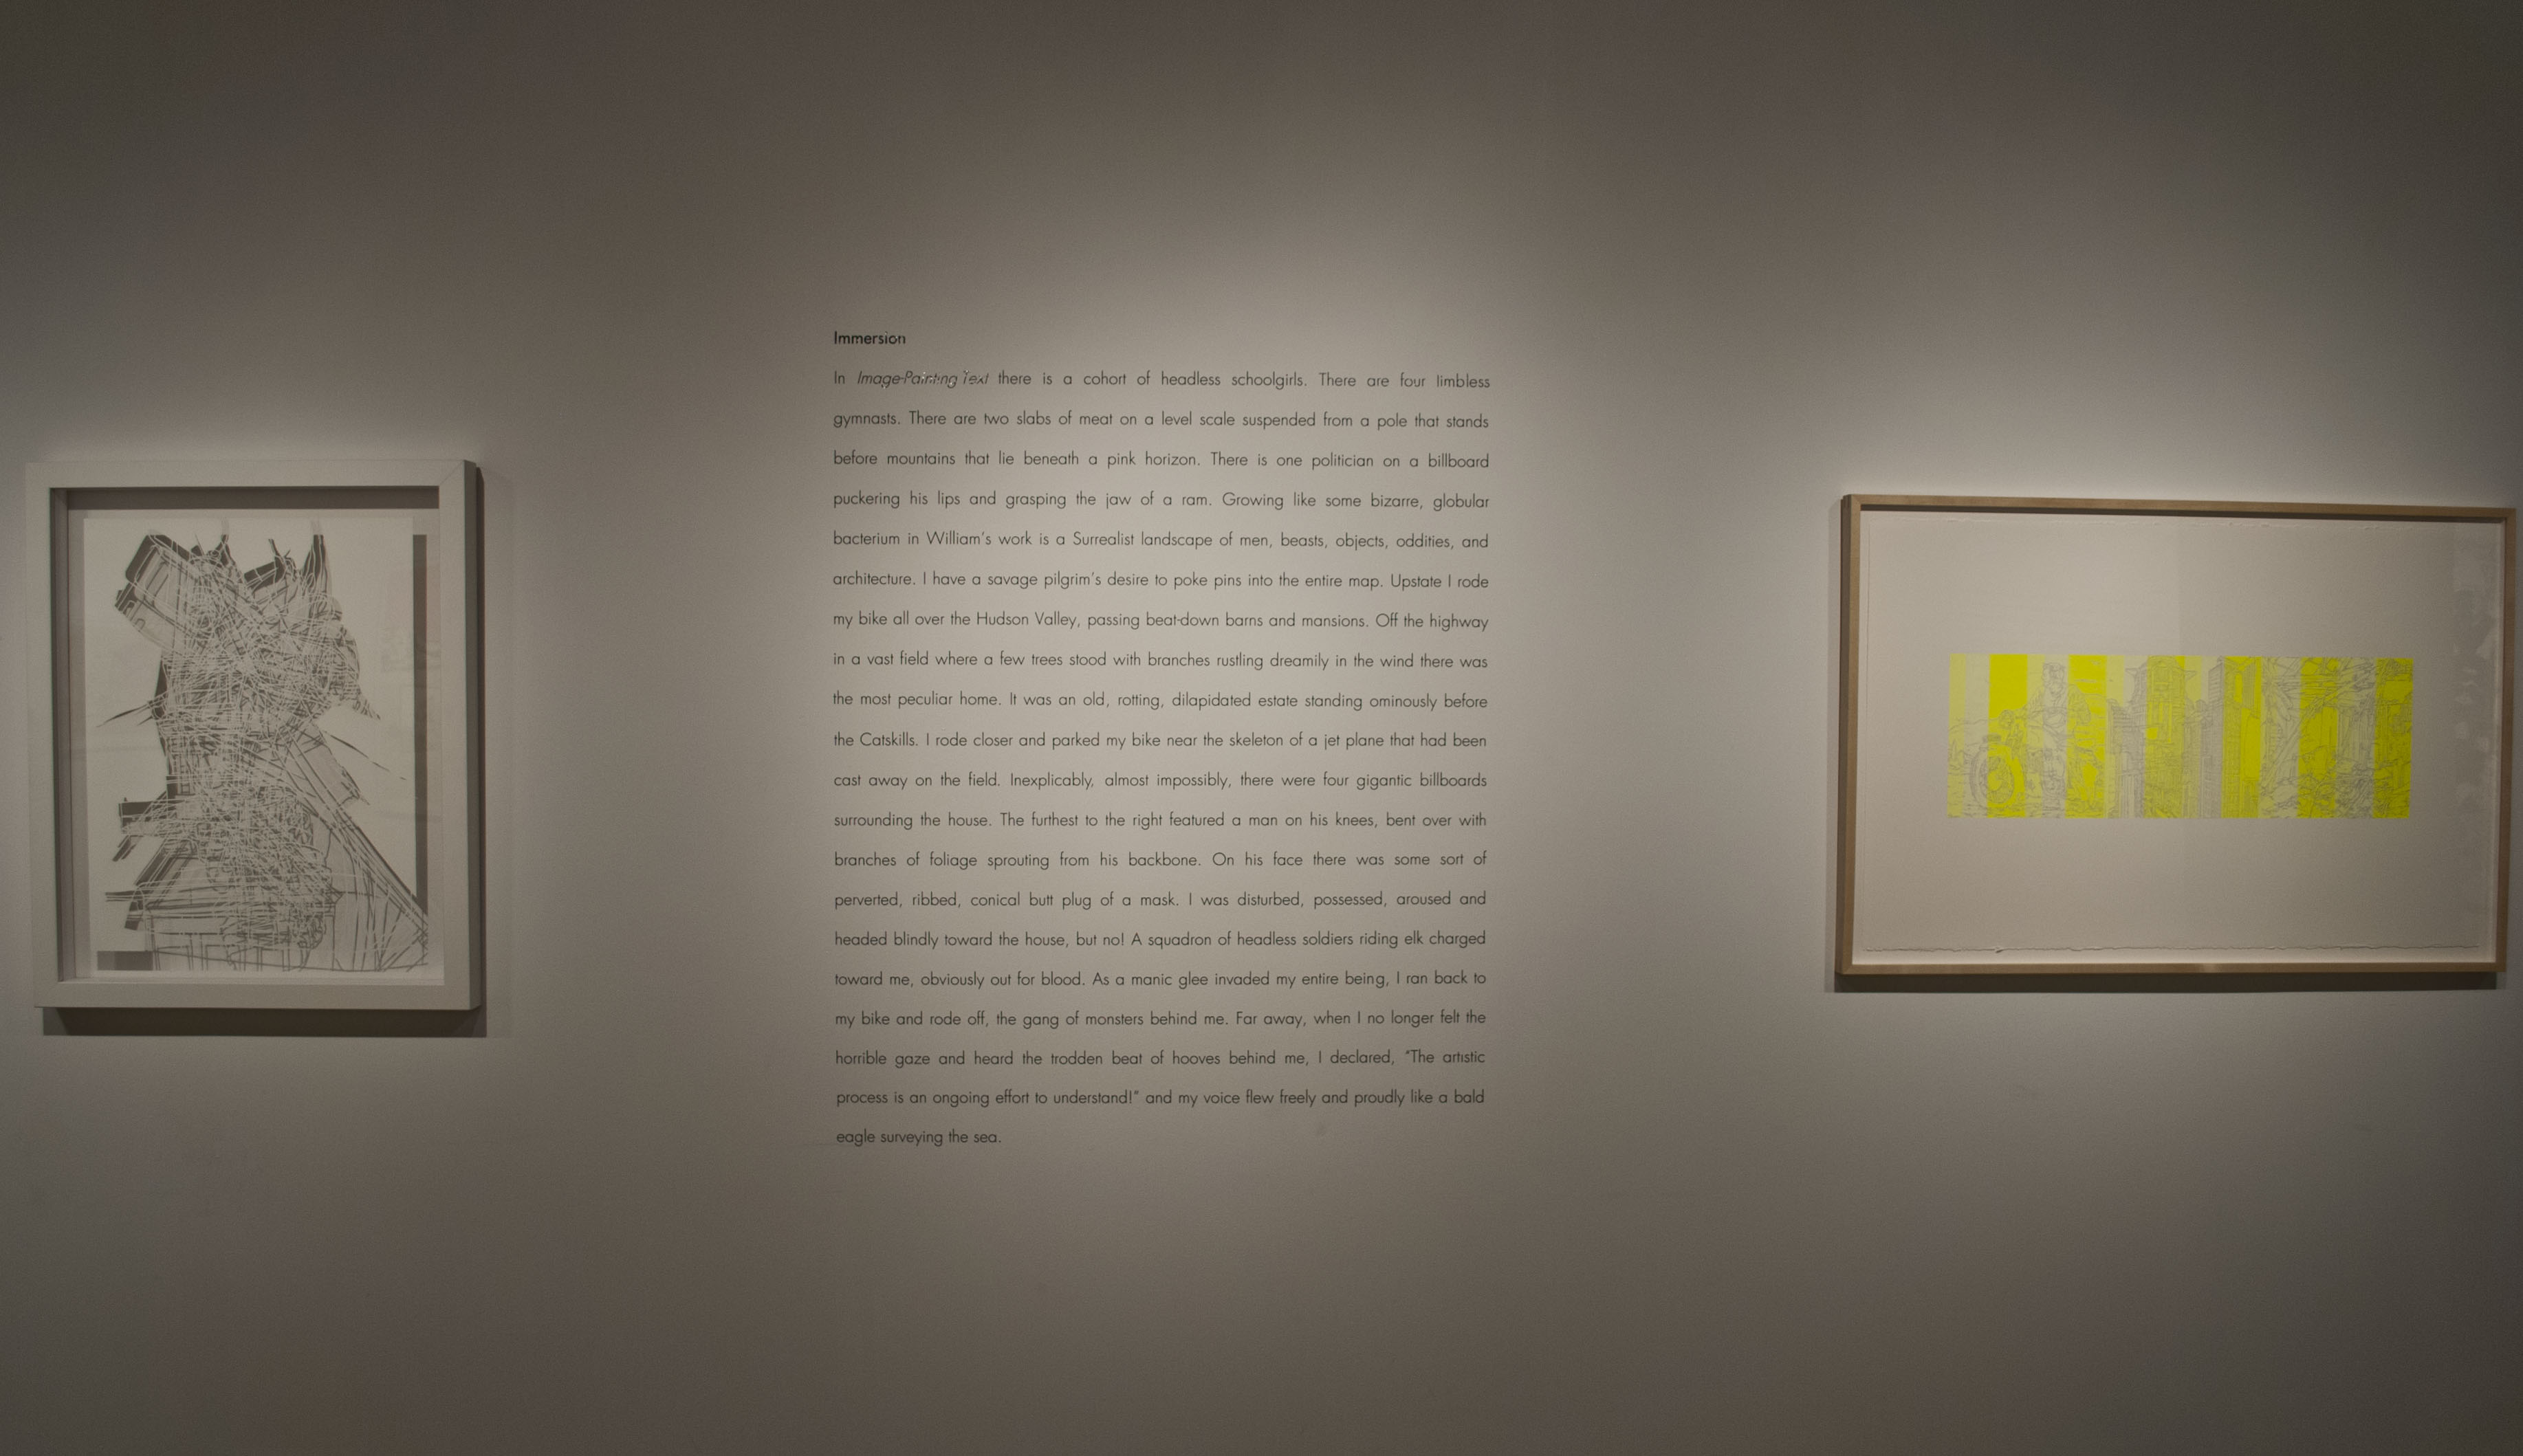 Immersion
In Image-Painting Text there is a cohort of headless schoolgirls. There are four limbless
gymnasts. There are two slabs of meat on a level scale suspended from a pole that stands
before mountains that lie beneath a pink horizon. There is one politician on a billboard
puckering his lips and grasping the jaw of a ram. Growing like some bizarre, globular
bacterium in William's work is a Surrealist landscape of men, beasts, objects, oddities, and
architecture. I have a savage pilgrim's desire to poke pins into the entire map. Upstate I rode
my bike all over the Hudson Valley, passing beat-down barns and mansions. Off the highway
in a vast field where a few trees stood with branches rustling dreamily in the wind there was
the most peculiar home. It was an old, rotting, dilapidated estate standing ominously before
the Catskills. I rode closer and parked my bike near the skeleton of a jet plane that had been
cast away on the field. Inexplicably, almost impossibly, there were four gigantic billboards
surrounding the house. The furthest to the right featured a man on his knees, bent over with
branches of foliage sprouting from his backbone. On his face there was some sort of
perverted, ribbed, conical butt plug of a mask. I was disturbed, possessed, aroused and
headed blindly toward the house, but no! A squadron of headless soldiers riding elk charged
toward me, obviously out for blood. As a manic glee invaded my entire being, I ran back to
my bike and rode off, the gang of monsters behind me. Far away, when I no longer felt the
horrible gaze and heard the trodden beat of hooves behind me, I declared, "The artistic
process is an ongoing effort to understand!" and my voice flew freely and proudly like a bald
eagle surveying the sea.